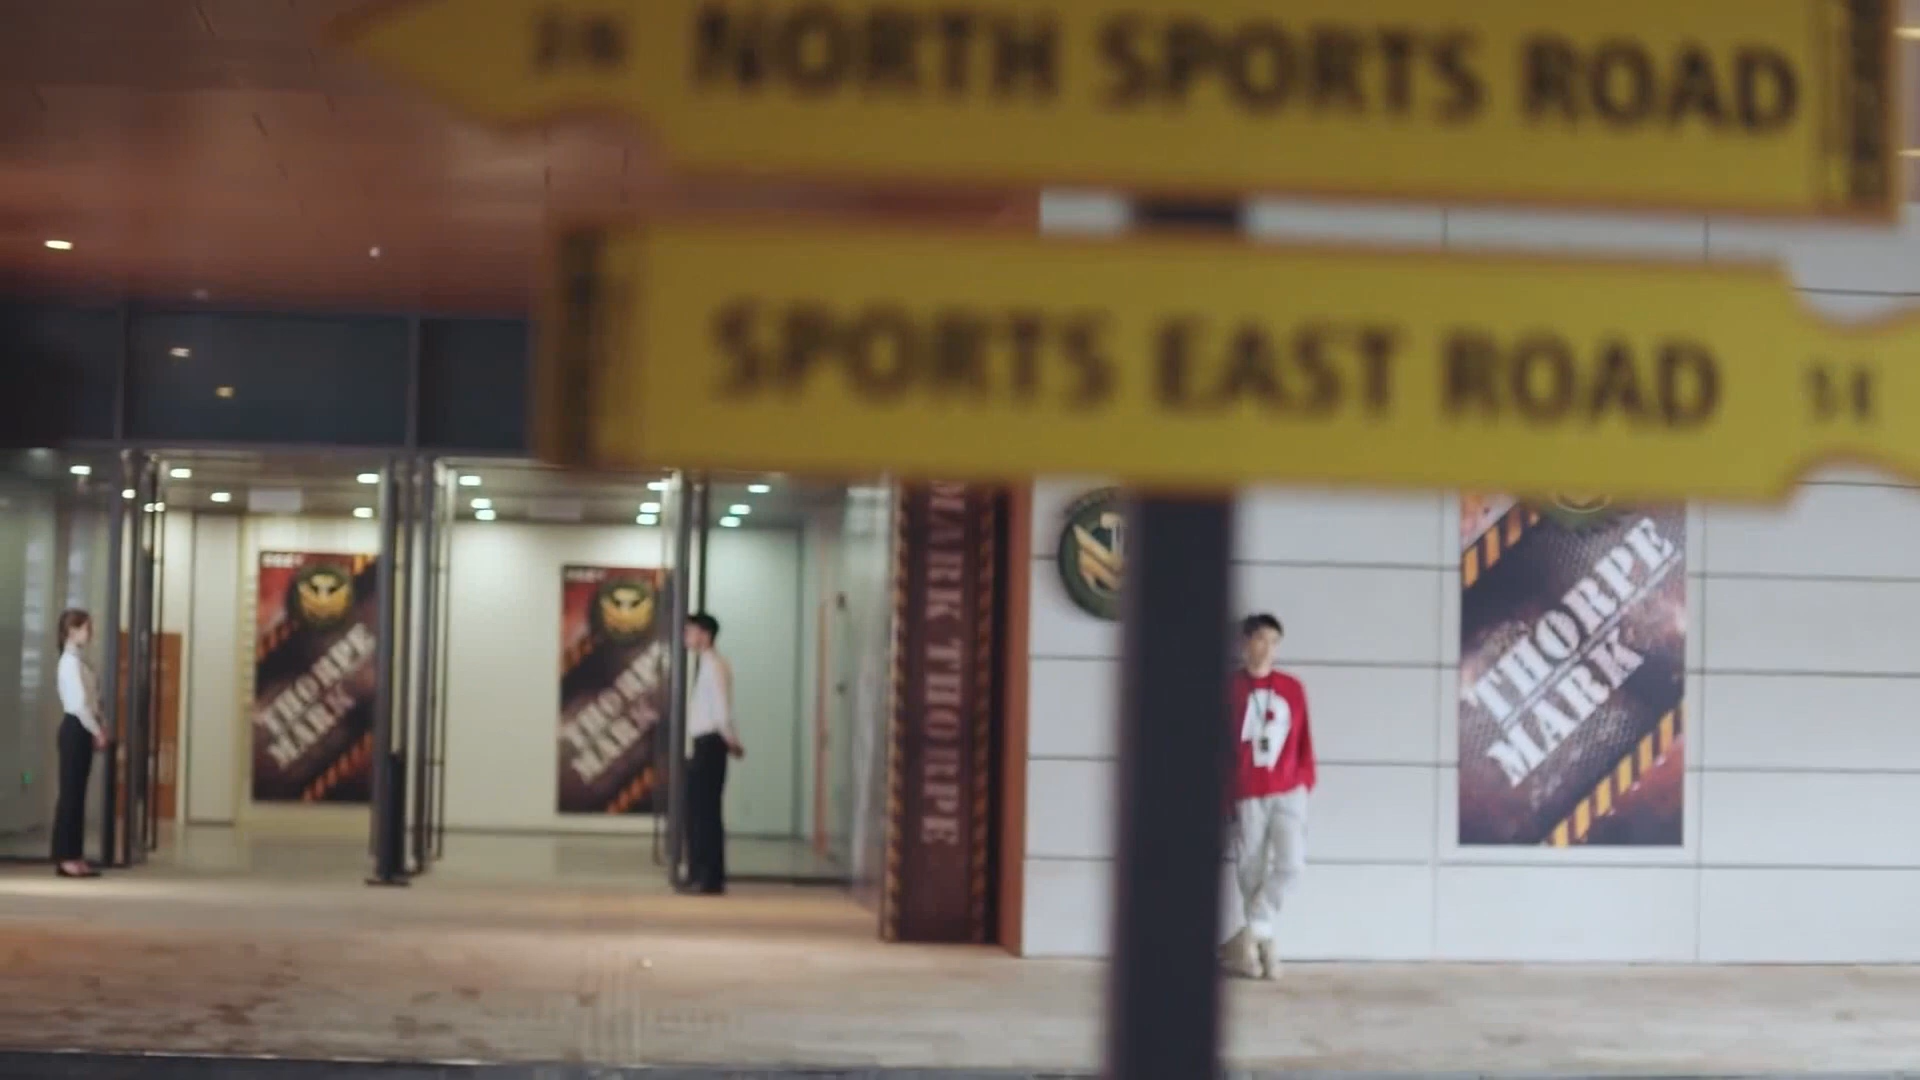 NORTH SPORTS ROAD
SPORTS EAST ROAD
THORPE
MARK
THORPE
MARK
MARK THORPE
THORPE
MARK